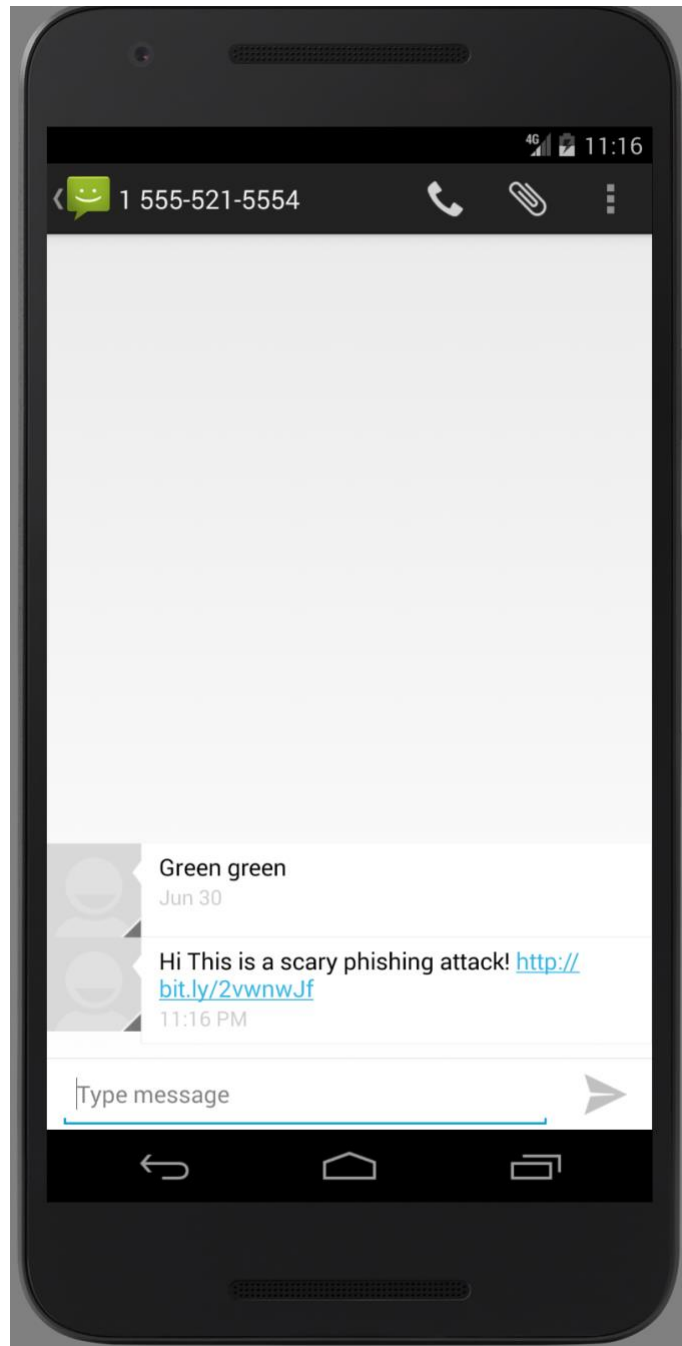 4G 11:16
1 555-521-5554
Green green
Jun 30
Hi This is a scary phishing attack! http://
bit.ly/2vwnwJf
11:16 PM
Type message